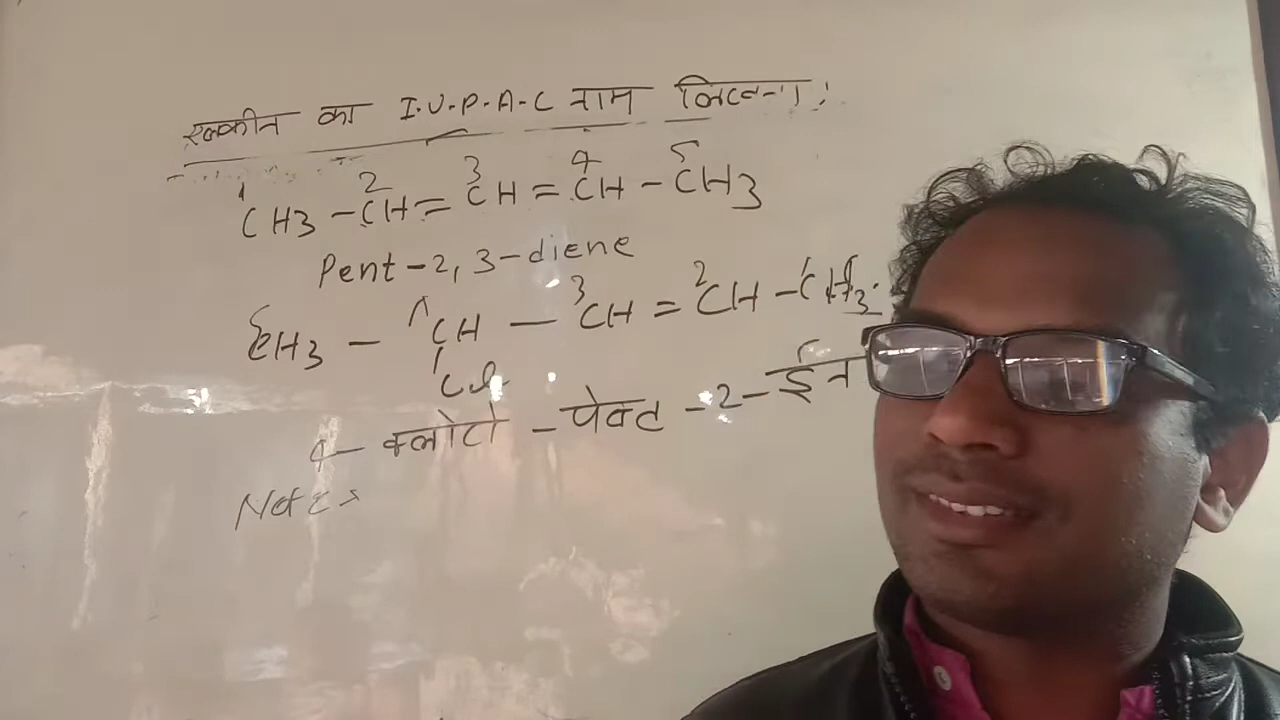 एल्कीन का I.U.P.A.C नाम लिखना!
1 2 3 4 5
CH3 - CH = CH = CH - CH3
Pent-2, 3-diene
5 4 3 2 1
CH3 - CH - CH = CH - CH3.
Cl
4- क्लोरो - पेन्ट -2- ईन
Note